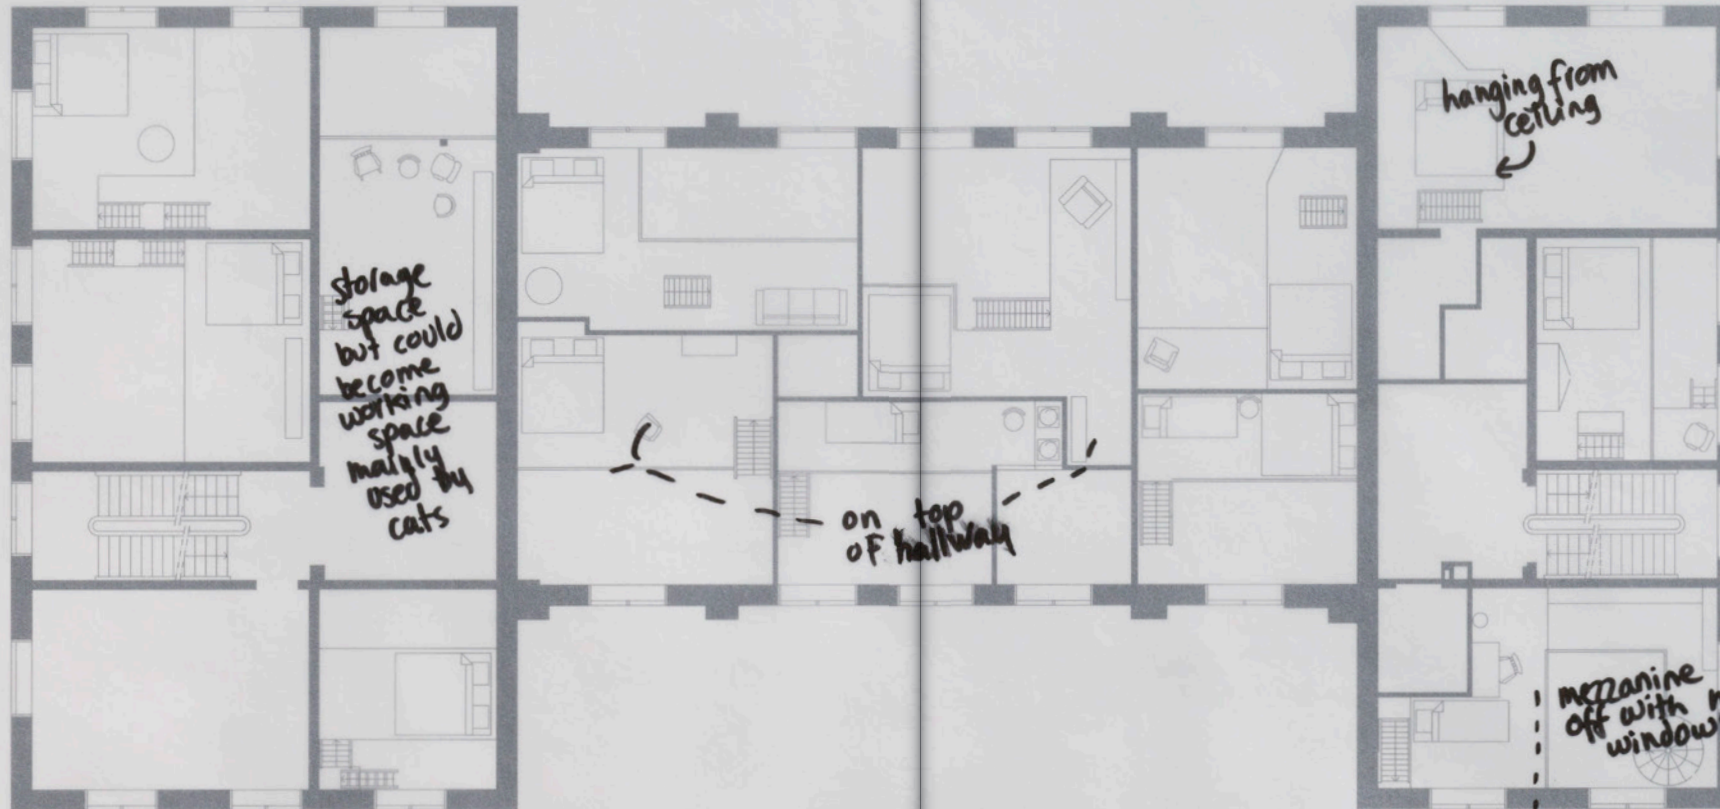 storage
space
but could
become
working
space
mainly
used by
cats
on top
of hallway
hanging from
ceiling
mezzanine
off with
window